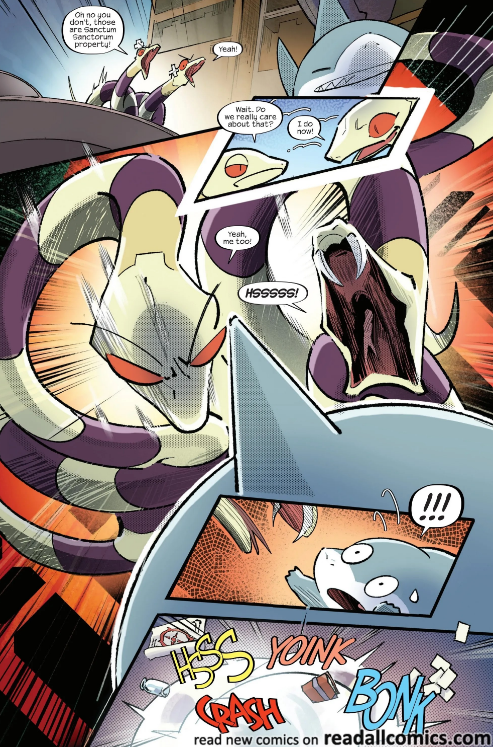 Oh no you
don't, those
are Sanctum
Sanctorum
property!
Yeah!
Wait. Do
we really care
about that?
I do
now!
Yeah,
me too!
HSSSSS!
!!!
HSS
YOINK
CRASH
BONK
read new comics on readallcomics.com